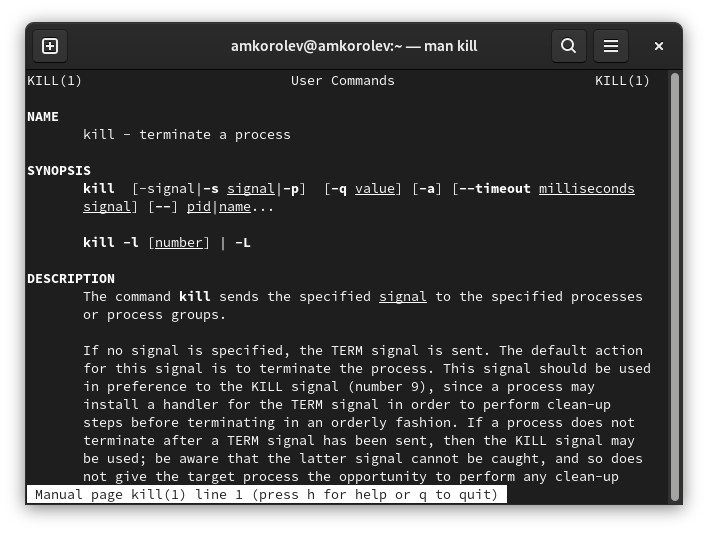 amkorolev@amkorolev:~ — man kill
KILL(1) User Commands KILL(1)
NAME
kill - terminate a process
SYNOPSIS
kill [-signal|-s signal|-p] [-q value] [-a] [--timeout milliseconds
signal] [--] pid|name...
kill -l [number] | -L
DESCRIPTION
The command kill sends the specified signal to the specified processes
or process groups.
If no signal is specified, the TERM signal is sent. The default action
for this signal is to terminate the process. This signal should be used
in preference to the KILL signal (number 9), since a process may
install a handler for the TERM signal in order to perform clean-up
steps before terminating in an orderly fashion. If a process does not
terminate after a TERM signal has been sent, then the KILL signal may
be used; be aware that the latter signal cannot be caught, and so does
not give the target process the opportunity to perform any clean-up
Manual page kill(1) line 1 (press h for help or q to quit)